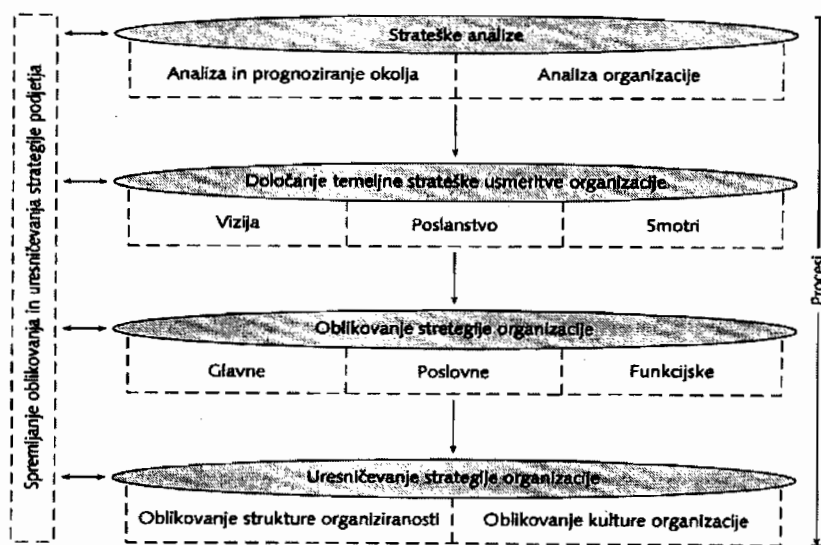 Strateške analize
Analiza in prognoziranje okolja
Analiza organizacije
Določanje temeljne strateške usmeritve organizacije
Vizija
Poslanstvo
Smotri
Oblikovanje stretegije organizacije
Glavne
Poslovne
Funkcijske
Uresničevanje strategije organizacije
Oblikovanje strukture organiziranosti
Oblikovanje kulture organizacije
Spremljanje oblikovanja in uresničevanja strategije podjetja
Procesi